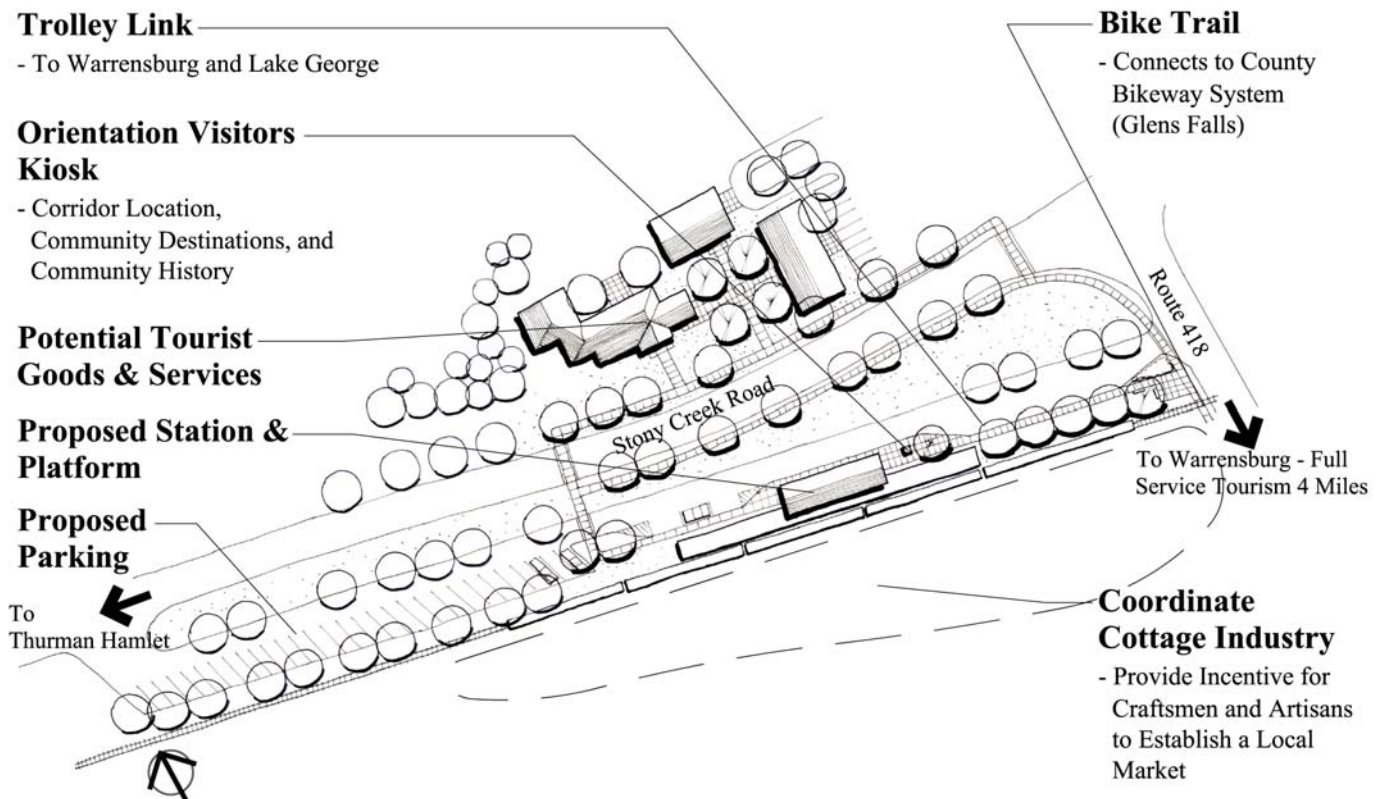 Trolley Link
- To Warrensburg and Lake George
Orientation Visitors
Kiosk
- Corridor Location,
Community Destinations, and
Community History
Potential Tourist
Goods & Services
Proposed Station &
Platform
Proposed
Parking
To
Thurman Hamlet
Stony Creek Road
Bike Trail
- Connects to County
Bikeway System
(Glens Falls)
Route 418
To Warrensburg - Full
Service Tourism 4 Miles
Coordinate
Cottage Industry
- Provide Incentive for
Craftsmen and Artisans
to Establish a Local
Market